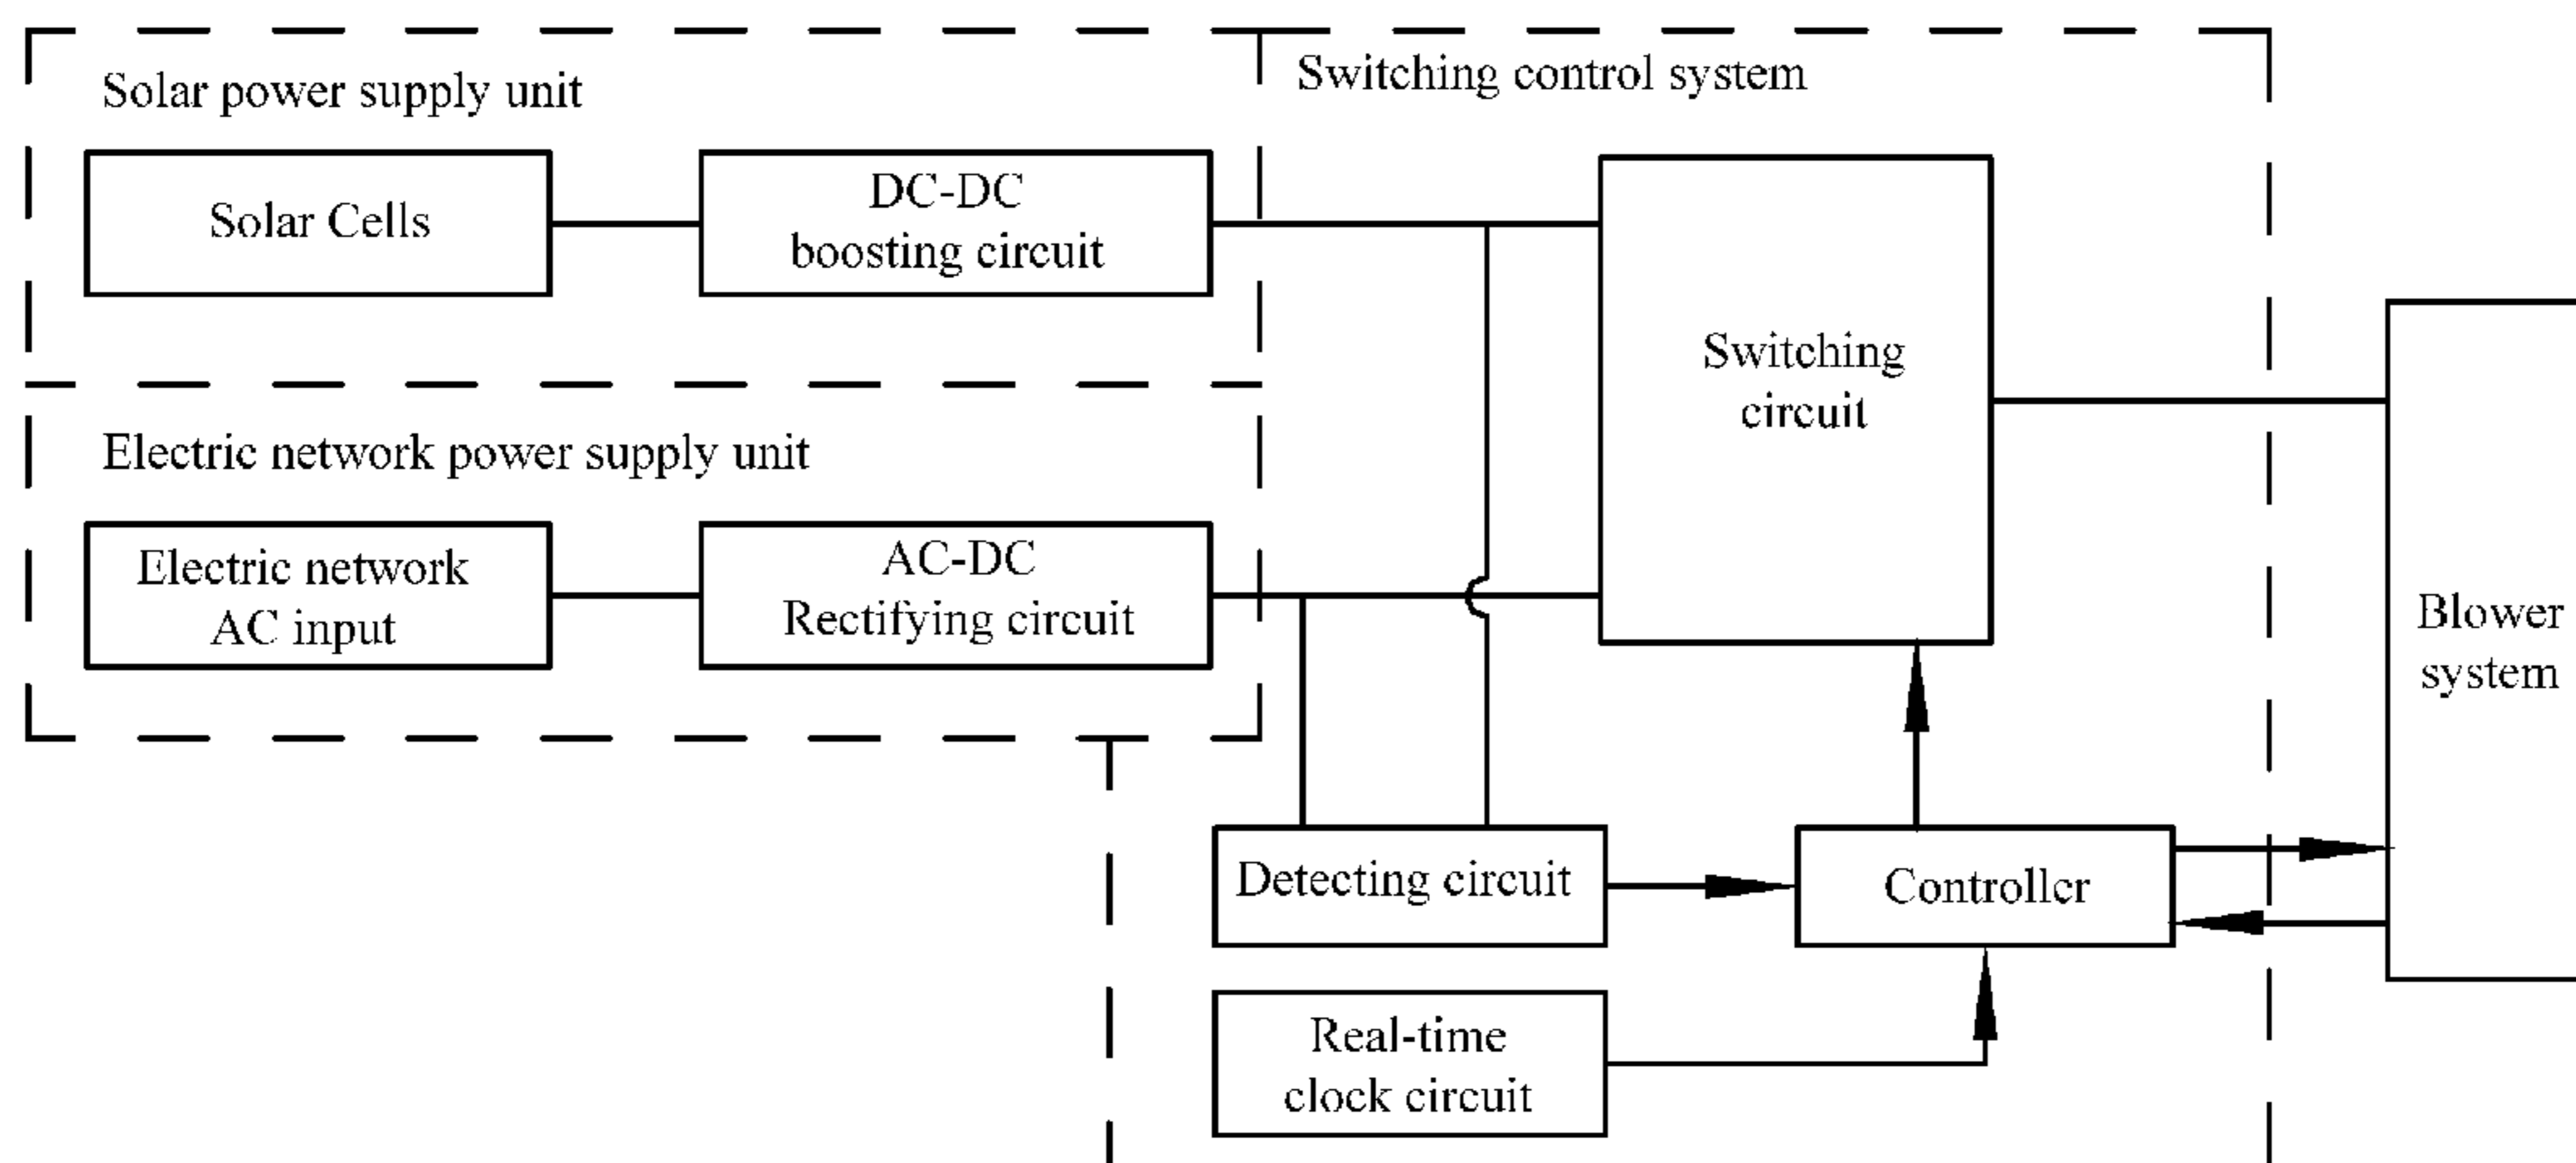 Solar power supply unit
Switching control system
Solar Cells
DC-DC
boosting circuit
Switching
circuit
Electric network power supply unit
Electric network
AC input
AC-DC
Rectifying circuit
Blower
system
Detecting circuit
Controller
Real-time
clock circuit